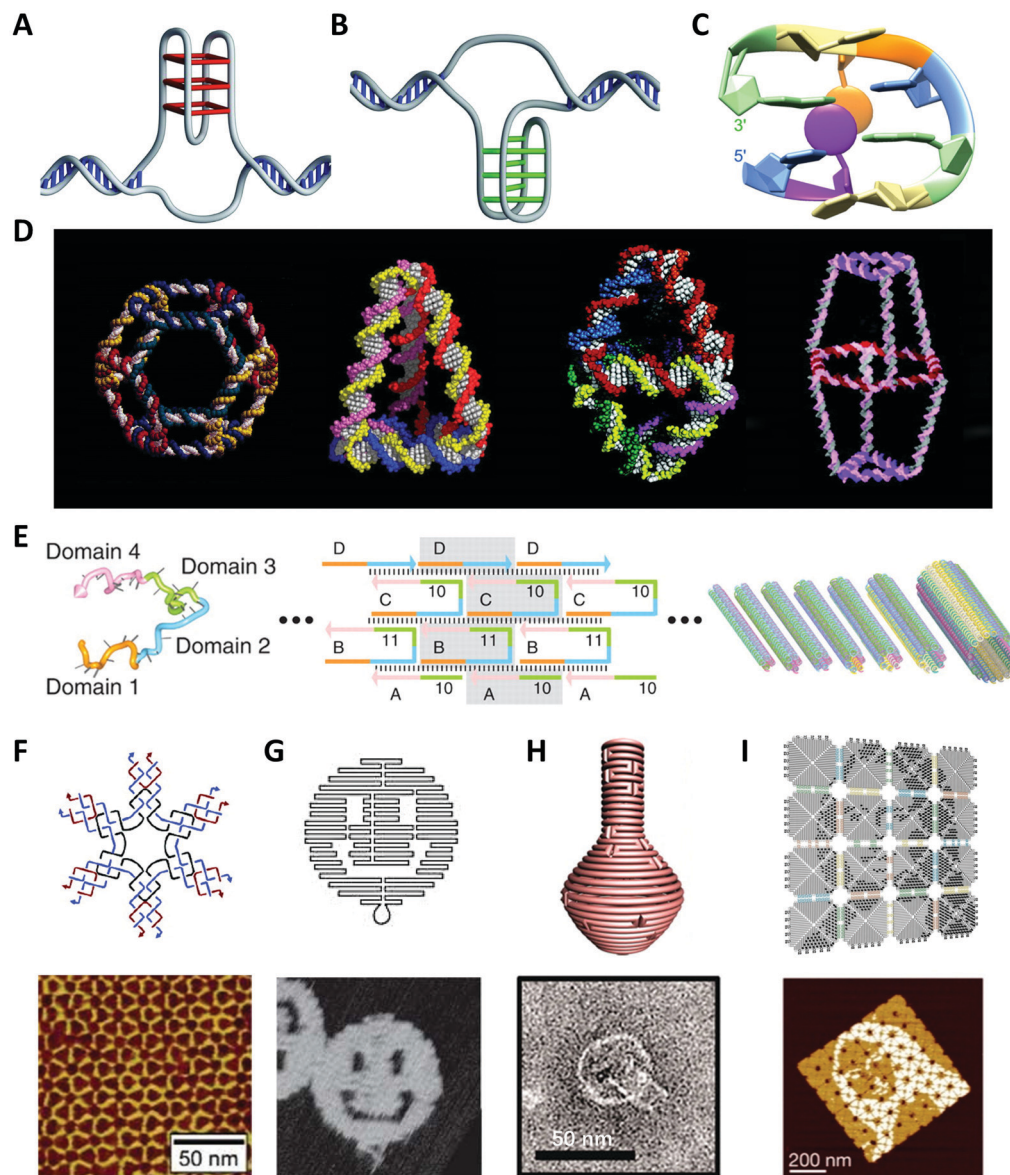 A
B
C
3'
5'
D
E
Domain 4
Domain 3
Domain 2
Domain 1
•••
D D D
10 10 10
C C C
11 11 11
B B B
10 10 10
A A A
•••
F
G
H
I
50 nm
50 nm
200 nm